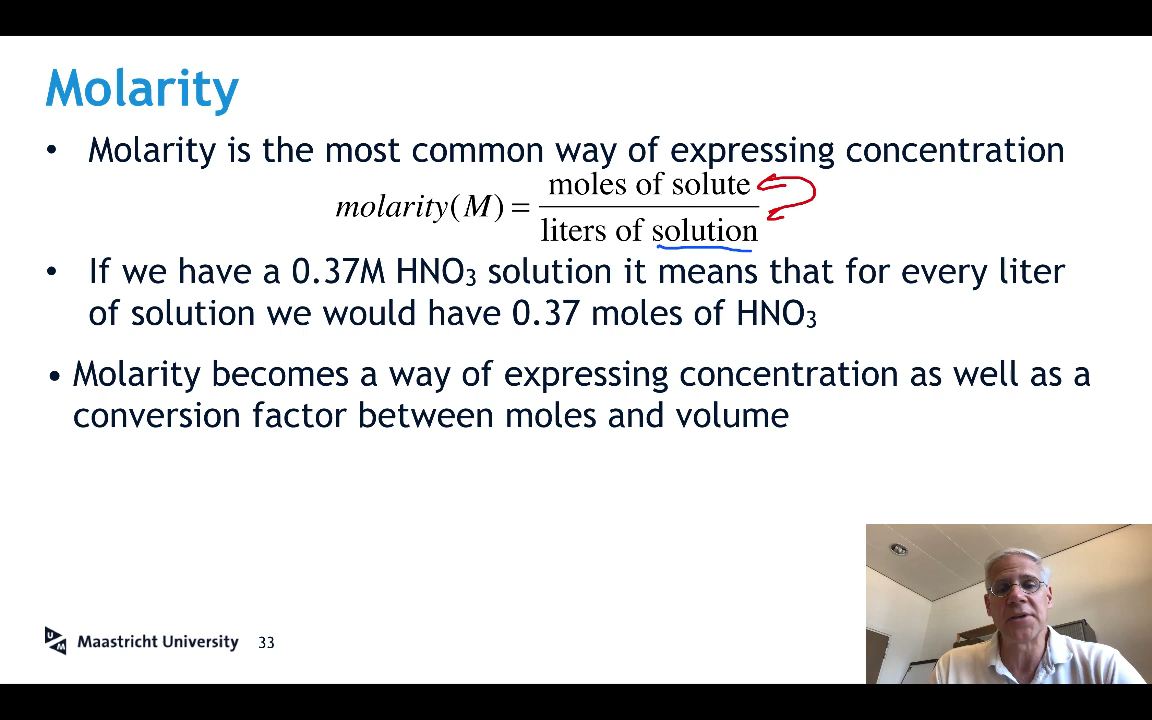 Molarity
• Molarity is the most common way of expressing concentration
molarity(M) = moles of solute
liters of solution
• If we have a 0.37M HNO₃ solution it means that for every liter
of solution we would have 0.37 moles of HNO₃
• Molarity becomes a way of expressing concentration as well as a
conversion factor between moles and volume
UM Maastricht University 33